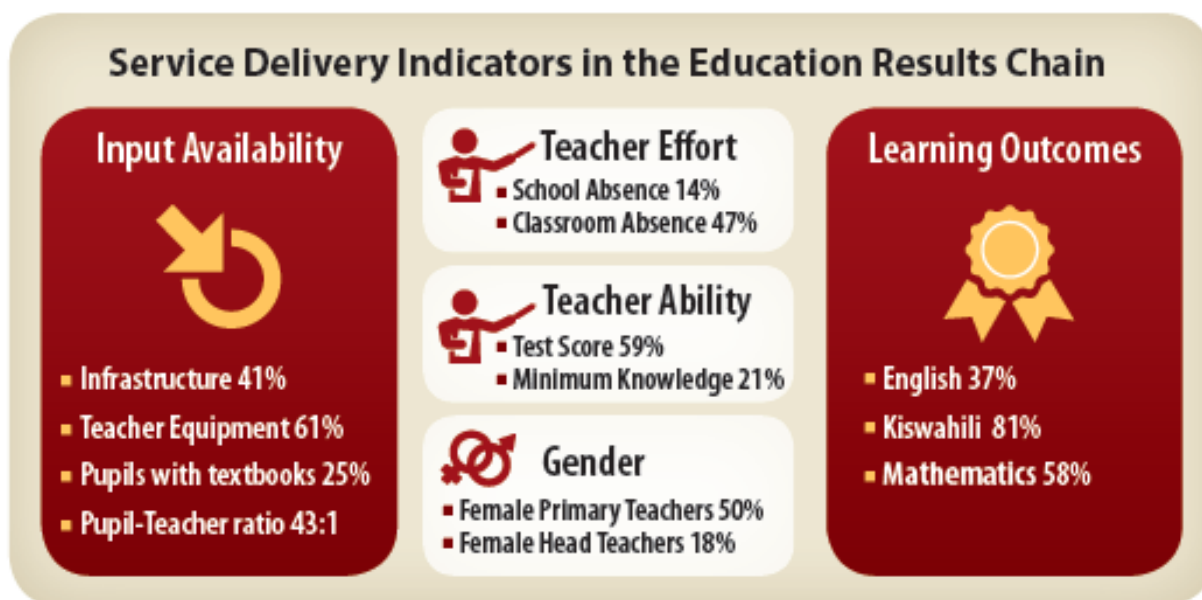 Service Delivery Indicators in the Education Results Chain
Input Availability
Infrastructure 41%
Teacher Equipment 61%
Pupils with textbooks 25%
Pupil-Teacher ratio 43:1
Teacher Effort
School Absence 14%
Classroom Absence 47%
Teacher Ability
Test Score 59%
Minimum Knowledge 21%
Gender
Female Primary Teachers 50%
Female Head Teachers 18%
Learning Outcomes
English 37%
Kiswahili 81%
Mathematics 58%